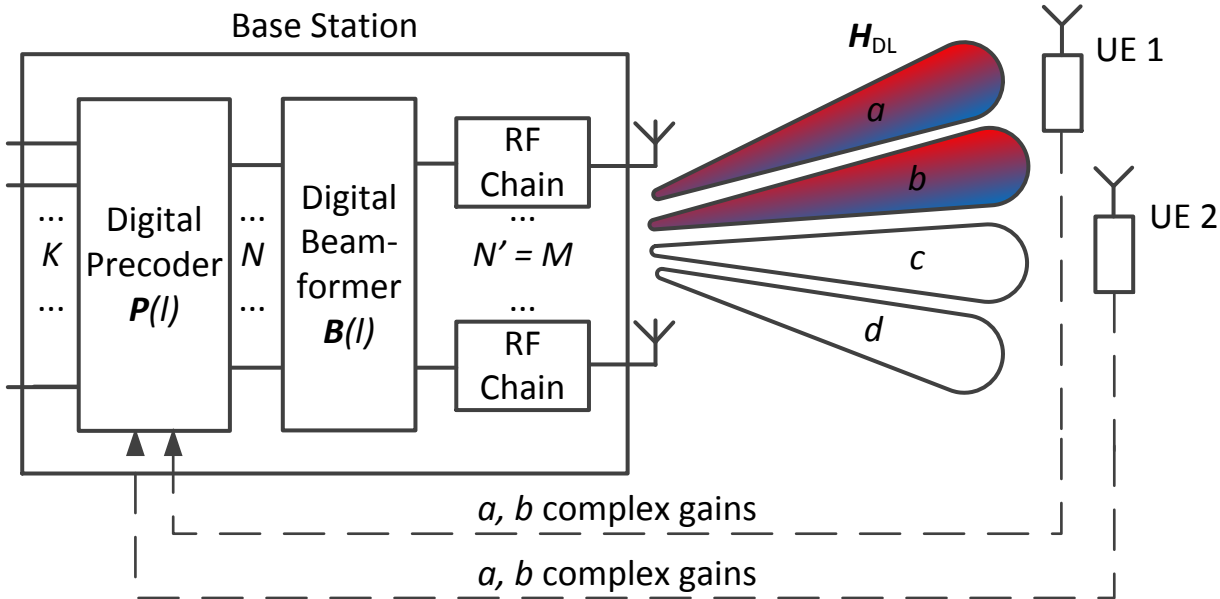 Base Station
H_DL
UE 1
UE 2
a
b
c
d
RF
Chain
...
K
...
Digital
Precoder
P(l)
...
N
...
Digital
Beam-
former
B(l)
...
N' = M
...
RF
Chain
a, b complex gains
a, b complex gains